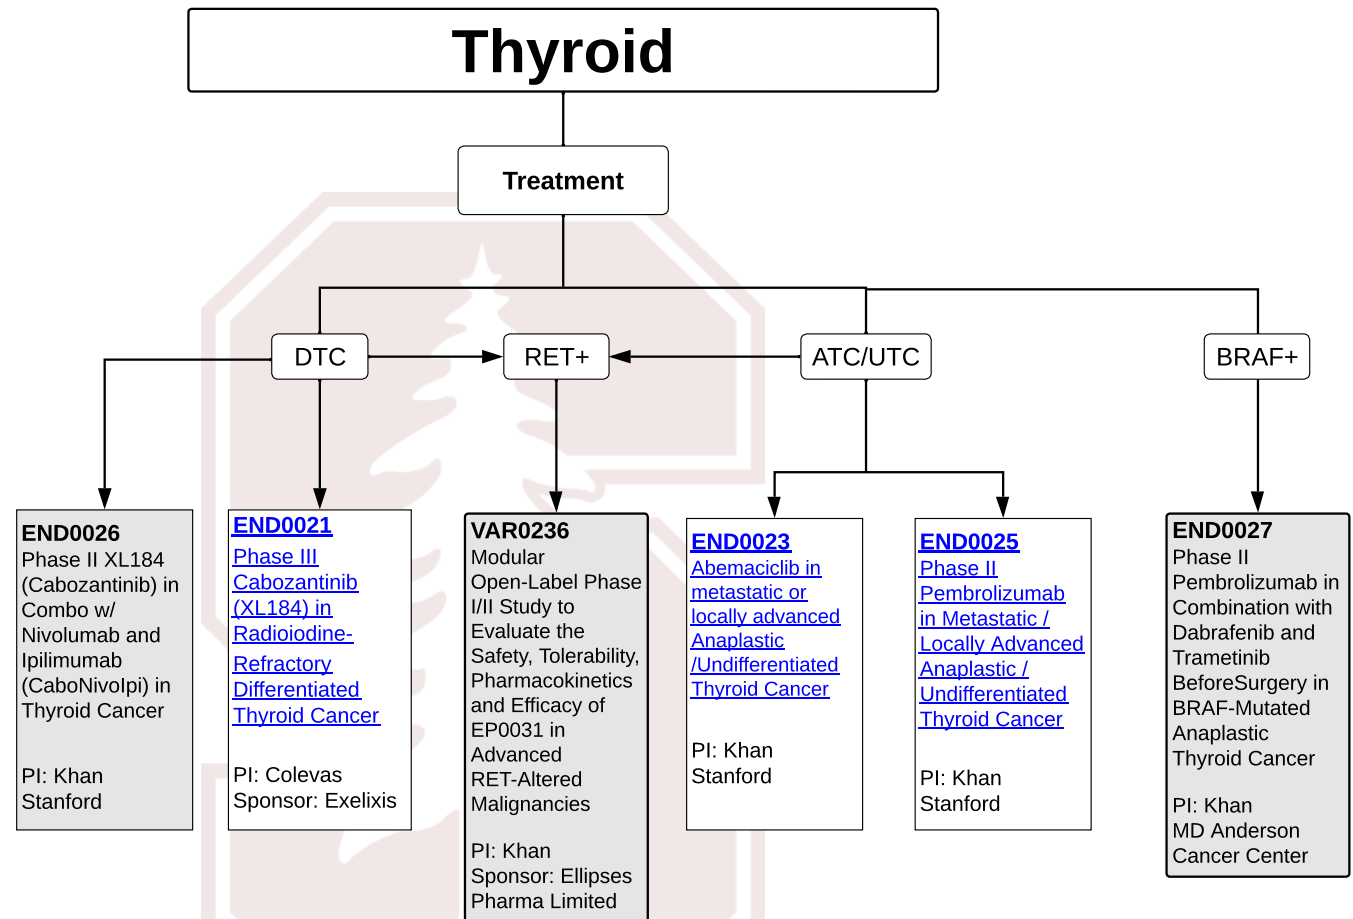 Thyroid
Treatment
DTC
RET+
ATC/UTC
BRAF+
END0026
Phase II XL184
(Cabozantinib) in
Combo w/
Nivolumab and
Ipilimumab
(CaboNivoIpi) in
Thyroid Cancer
PI: Khan
Stanford
END0021
Phase III
Cabozantinib
(XL184) in
Radioiodine-
Refractory
Differentiated
Thyroid Cancer
PI: Colevas
Sponsor: Exelixis
VAR0236
Modular
Open-Label Phase
I/II Study to
Evaluate the
Safety, Tolerability,
Pharmacokinetics
and Efficacy of
EP0031 in
Advanced
RET-Altered
Malignancies
PI: Khan
Sponsor: Ellipses
Pharma Limited
END0023
Abemaciclib in
metastatic or
locally advanced
Anaplastic
/Undifferentiated
Thyroid Cancer
PI: Khan
Stanford
END0025
Phase II
Pembrolizumab
in Metastatic /
Locally Advanced
Anaplastic /
Undifferentiated
Thyroid Cancer
PI: Khan
Stanford
END0027
Phase II
Pembrolizumab in
Combination with
Dabrafenib and
Trametinib
BeforeSurgery in
BRAF-Mutated
Anaplastic
Thyroid Cancer
PI: Khan
MD Anderson
Cancer Center